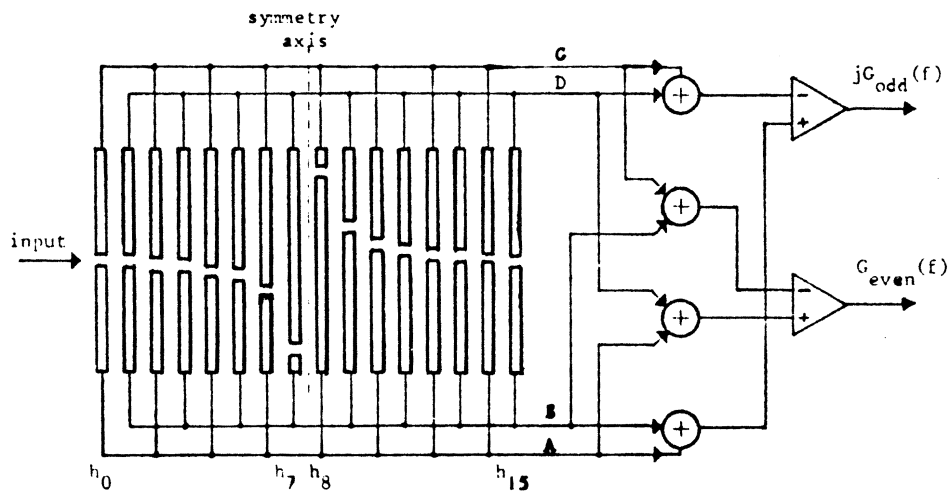 symmetry
axis
C
D
jG_odd(f)
+
-
+
+
input
G_even(f)
+
-
+
B
A
+
h_0
h_7 h_8
h_15